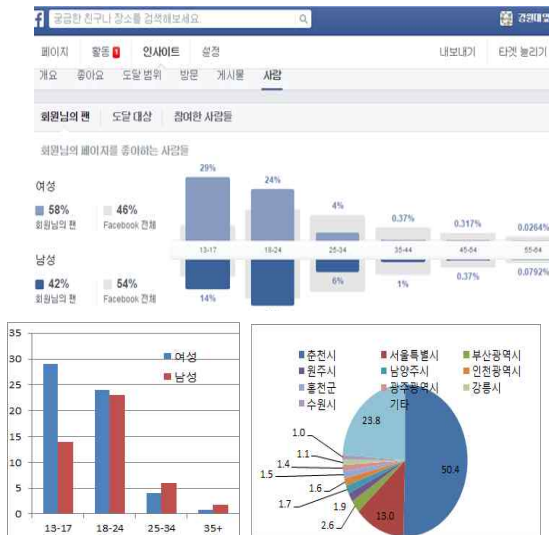 궁금한 친구나 장소를 검색해보세요.
페이지 활동 1 인사이트 설정 내보내기 타겟 늘리기
개요 좋아요 도달 범위 방문 게시물 사람
회원님의 팬 도달 대상 참여한 사람들
회원님의 페이지를 좋아하는 사람들
여성
58% 46%
회원님의 팬 Facebook 전체
29% 24% 4% 0.37% 0.317% 0.0264%
13-17 18-24 25-34 35-44 45-54 55-64
남성
42% 54%
회원님의 팬 Facebook 전체
14% 6% 1% 0.37% 0.0792%
35
30
25
20
15
10
5
0
여성
남성
13-17 18-24 25-34 35+
춘천시 서울특별시 부산광역시
원주시 남양주시 인천광역시
홍천군 광주광역시 강릉시
수원시 기타
23.8
1.0
1.1
1.4
1.5
1.6
1.7
1.9
2.6
13.0
50.4